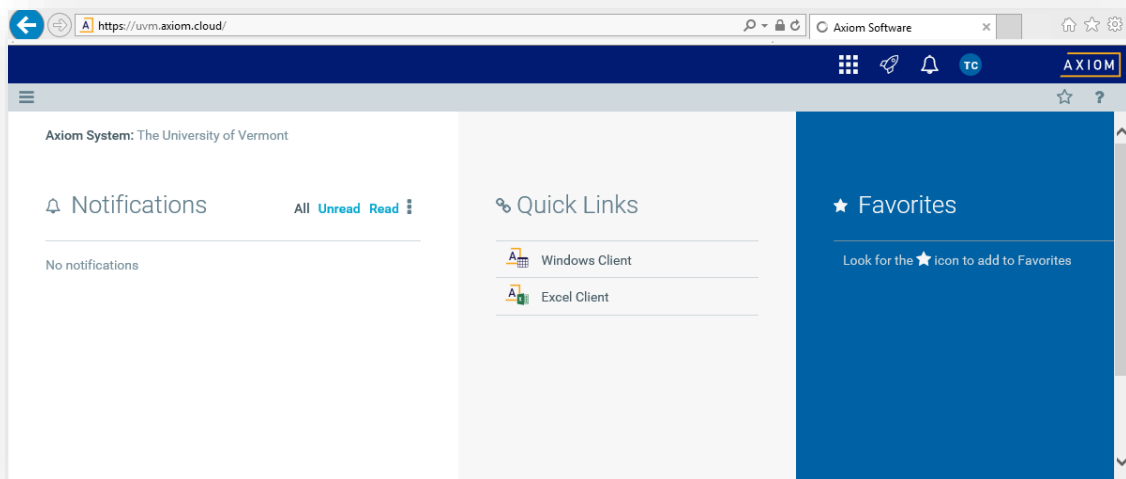 https://uvm.axiom.cloud/
Axiom Software
TC
AXIOM
?
Axiom System: The University of Vermont
Notifications
All Unread Read
No notifications
Quick Links
Windows Client
Excel Client
Favorites
Look for the ★ icon to add to Favorites